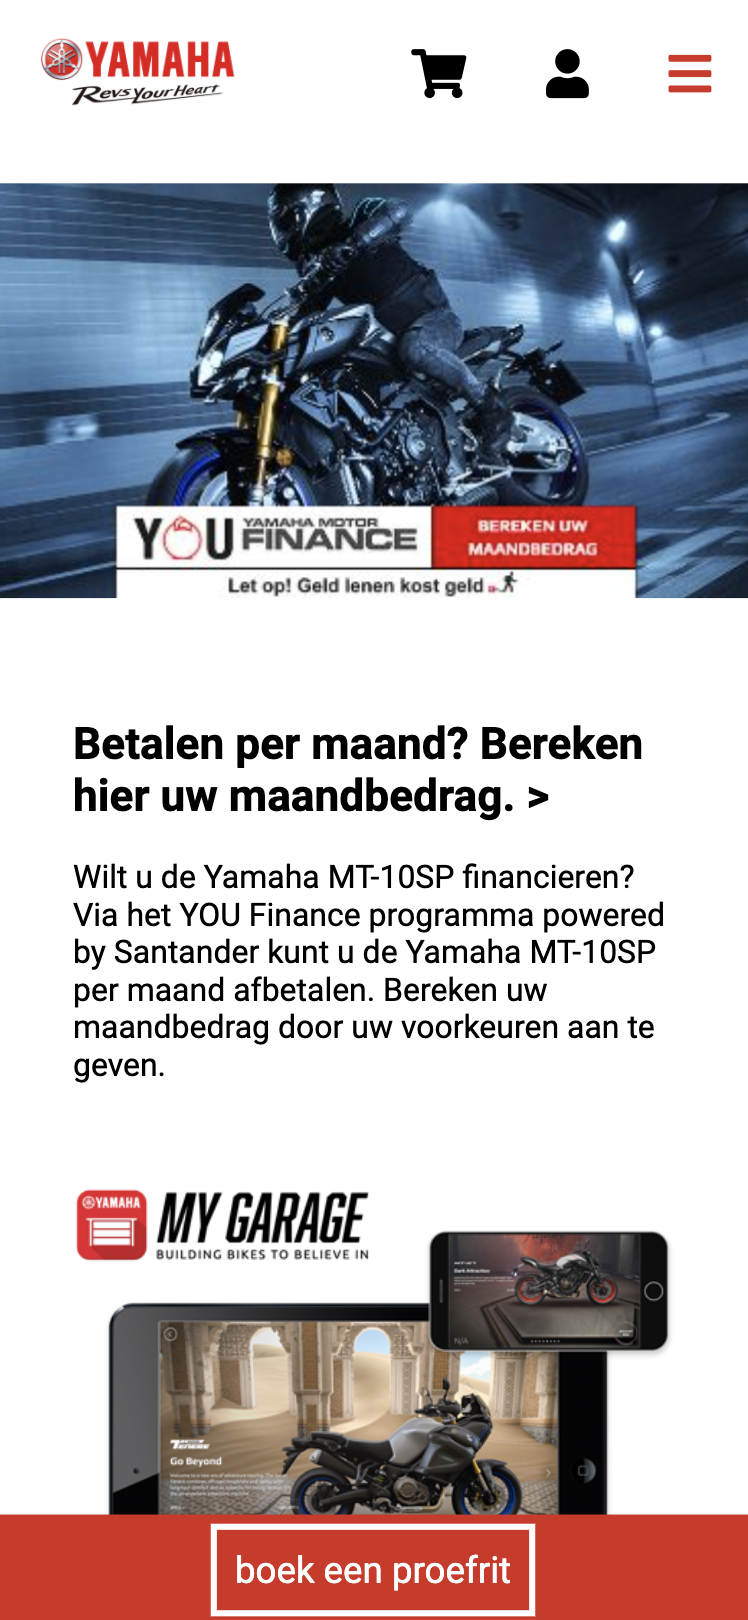 YAMAHA
Revs Your Heart
YOU YAMAHA MOTOR FINANCE
BEREKEN UW
MAANDBEDRAG
Let op! Geld lenen kost geld
Betalen per maand? Bereken
hier uw maandbedrag. >
Wilt u de Yamaha MT-10SP financieren?
Via het YOU Finance programma powered
by Santander kunt u de Yamaha MT-10SP
per maand afbetalen. Bereken uw
maandbedrag door uw voorkeuren aan te
geven.
YAMAHA
MY GARAGE
BUILDING BIKES TO BELIEVE IN
Dark Attraction
N/A
TENERE
Go Beyond
boek een proefrit